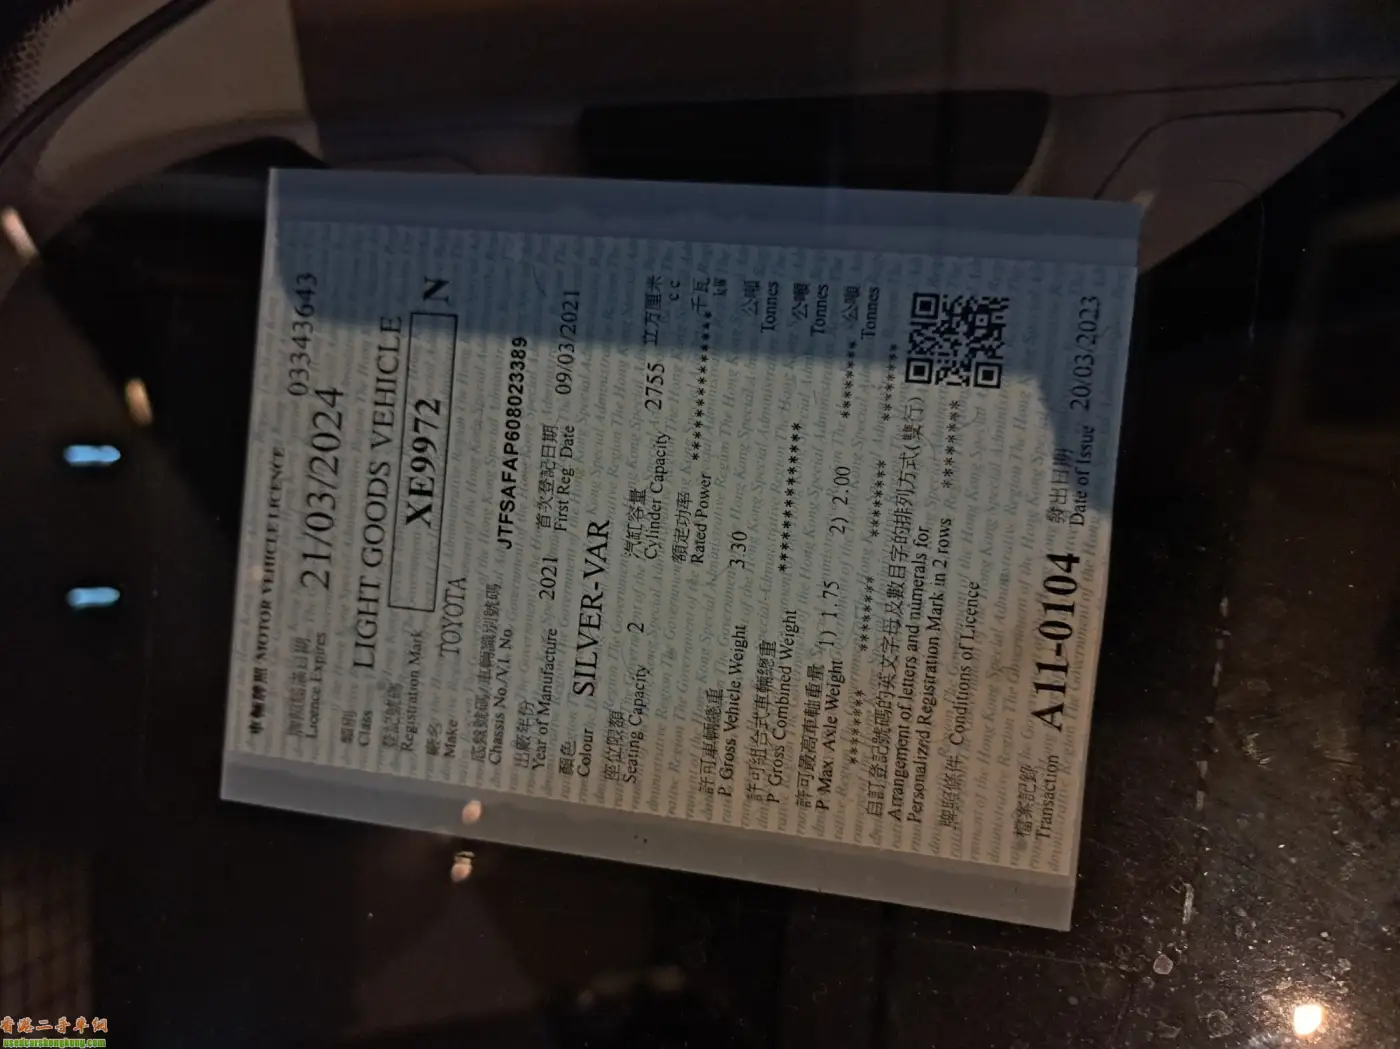 車輛牌照 MOTOR VEHICLE LICENCE 03343643
牌照屆滿日期
Licence Expires 21/03/2024
類別
Class LIGHT GOODS VEHICLE
登記號碼
Registration Mark XE9972 N
廠名
Make TOYOTA
底盤號碼/車輛識別號碼
Chassis No./V.I. No. JTFSAFAP608023389
出廠年份 首次登記日期
Year of Manufacture 2021 First Reg Date 09/03/2021
顏色
Colour SILVER-VAR
座位限額 汽缸容量 立方厘米
Seating Capacity 2 Cylinder Capacity 2755 c c
額定功率 千瓦
Rated Power ************* kW
許可車輛總重 公噸
P Gross Vehicle Weight 3.30 Tonnes
許可組合式車輛總重 公噸
P Gross Combined Weight **************** Tonnes
許可最高車軸重量 公噸
P Max. Axle Weight 1) 1.75 2) 2.00 ******** Tonnes
******** ******** ******** ********
自訂登記號碼的英文字母及數目字的排列方式(雙行)
Arrangement of letters and numerals for
Personalized Registration Mark in 2 rows *********
牌照條件 Conditions of Licence
檔案記錄 發出日期
Transaction A11-0104 Date of Issue 20/03/2023
香港二手車網
usedcarshongkong.com